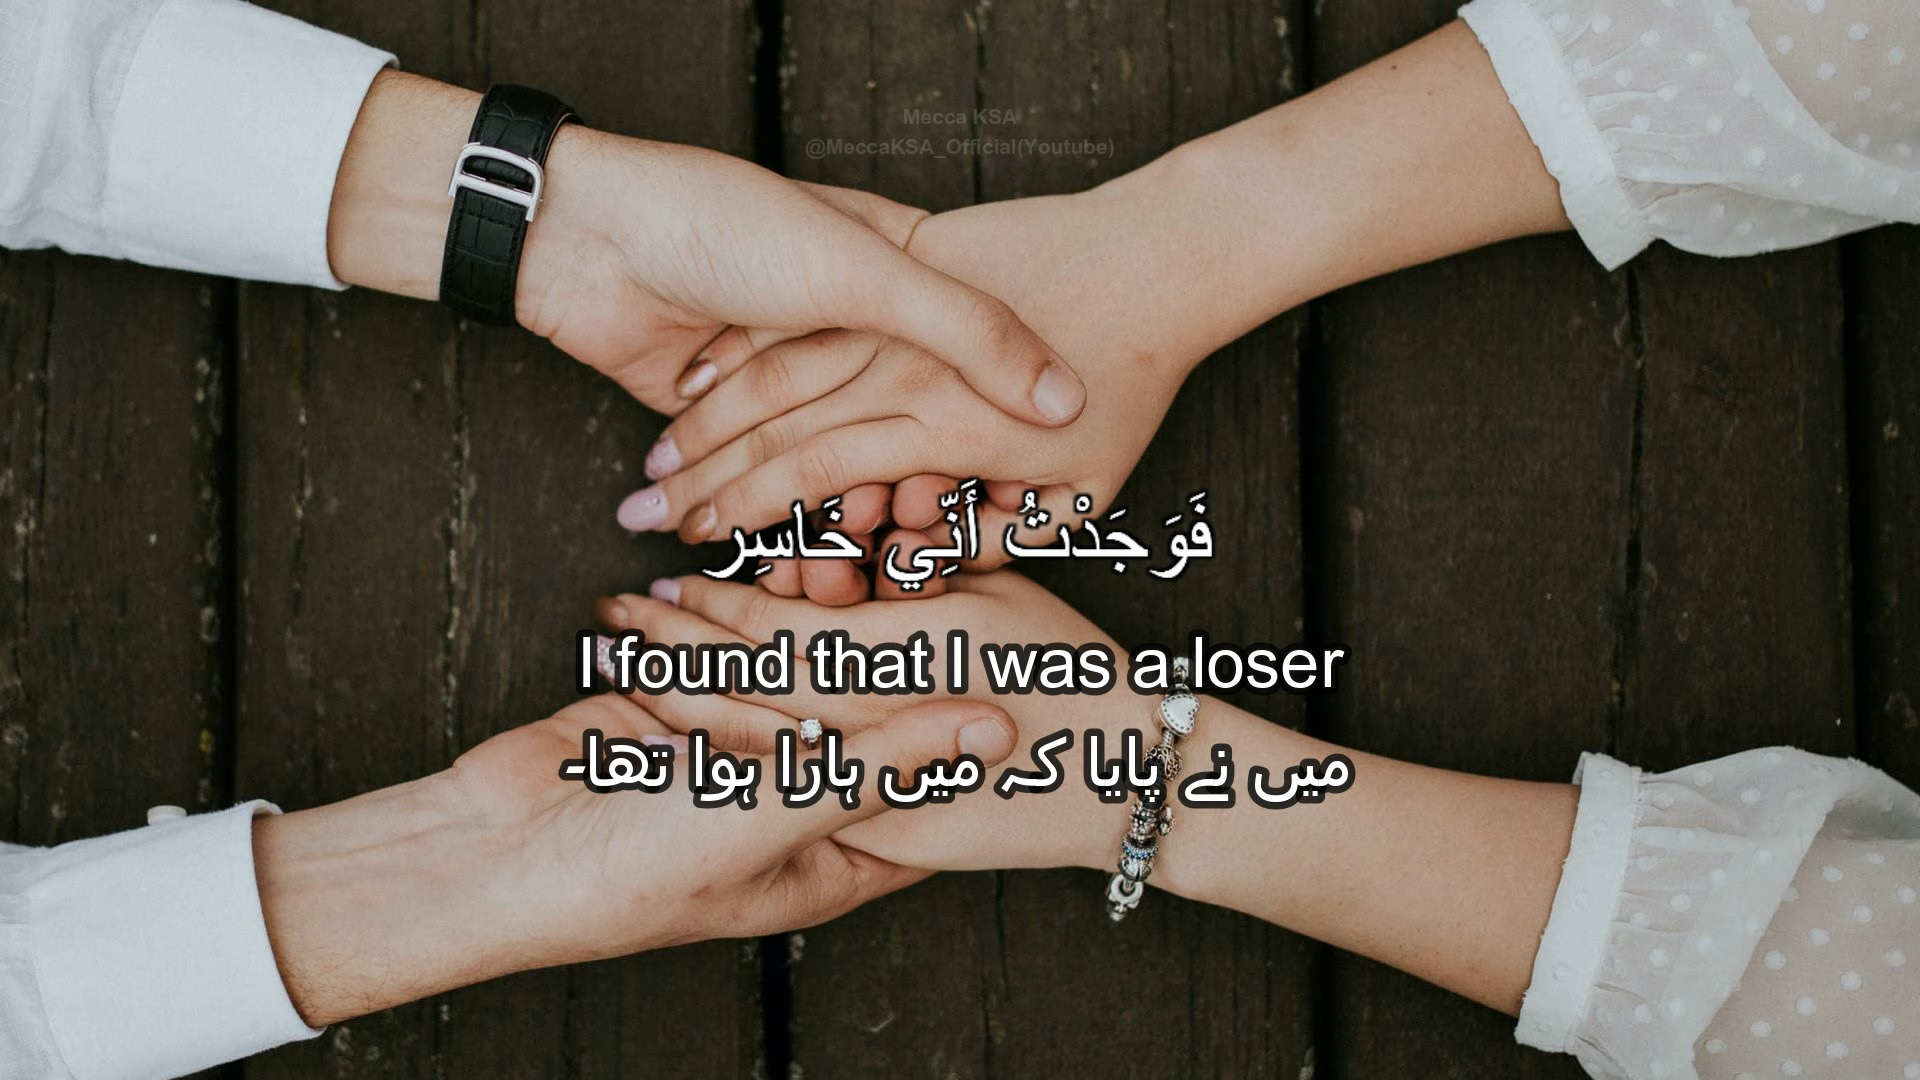 Mecca KSA
@MeccaKSA_Official(Youtube)
فَوَجَدْتُ أَنِّي خَاسِر
I found that I was a loser
میں نے پایا کہ میں ہارا ہوا تھا۔